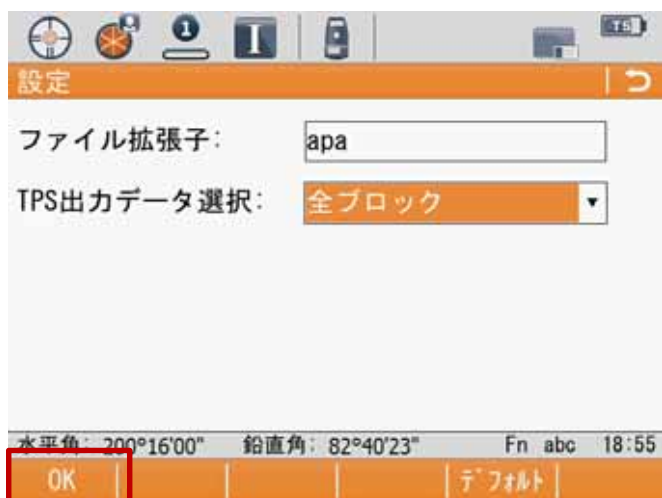 1
I
T5
設定
ファイル拡張子: apa
TPS出力データ選択: 全ブロック
水平角: 200°16'00" 鉛直角: 82°40'23" Fn abc 18:55
OK デフォルト